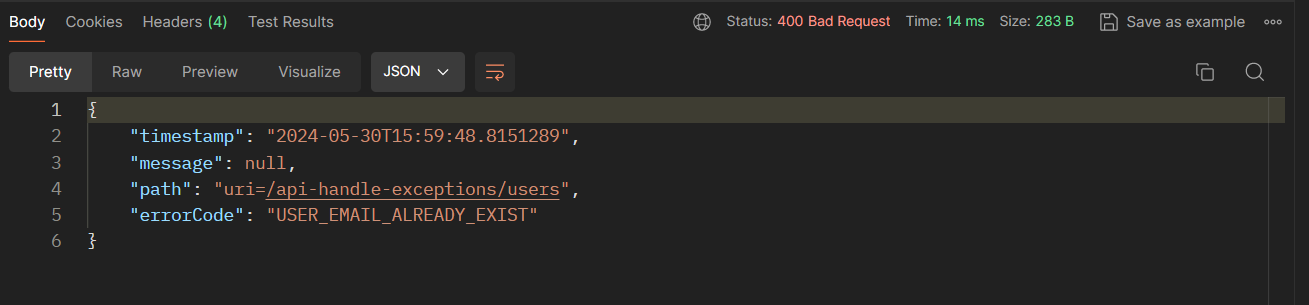 Body Cookies Headers (4) Test Results Status: 400 Bad Request Time: 14 ms Size: 283 B Save as example
Pretty Raw Preview Visualize JSON
1 {
2 "timestamp": "2024-05-30T15:59:48.8151289",
3 "message": null,
4 "path": "uri=/api-handle-exceptions/users",
5 "errorCode": "USER_EMAIL_ALREADY_EXIST"
6 }